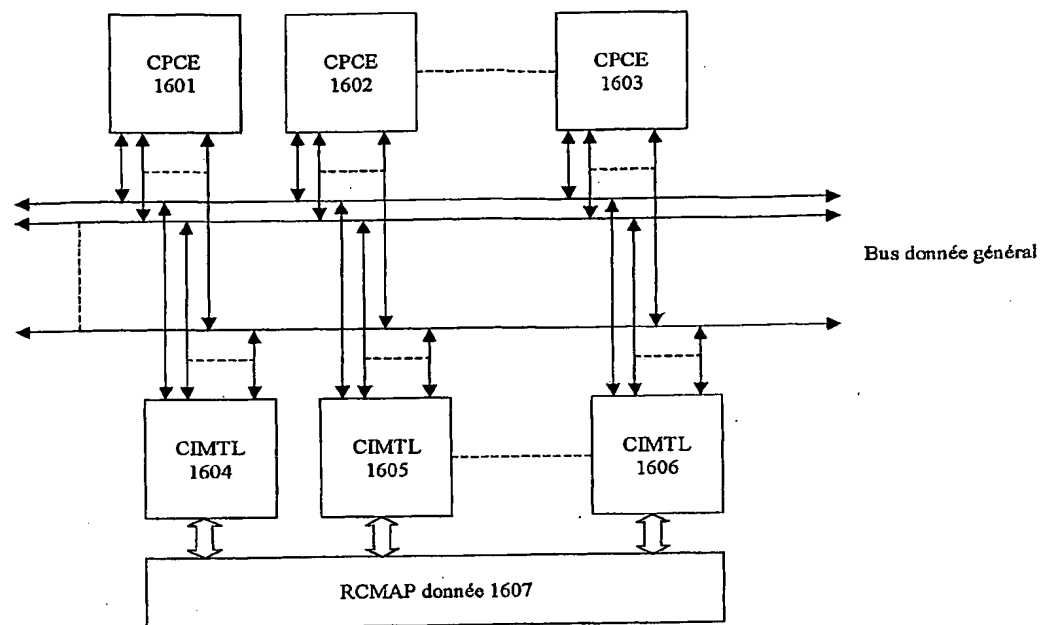 CPCE
1601
CPCE
1602
CPCE
1603
Bus donnée général
CIMTL
1604
CIMTL
1605
CIMTL
1606
RCMAP donnée 1607